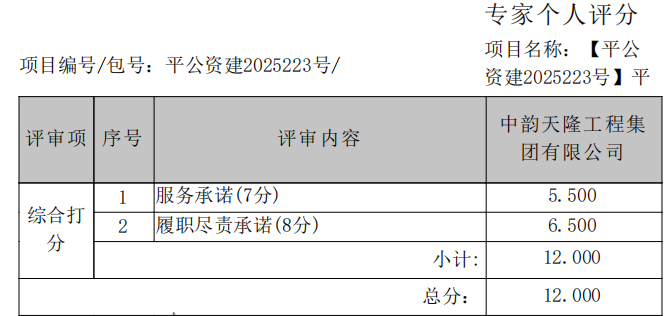 专家个人评分
项目编号/包号：平公资建2025223号/
项目名称：【平公
资建2025223号】平
评审项 序号 评审内容 中韵天隆工程集
团有限公司
综合打
分
1 服务承诺(7分) 5.500
2 履职尽责承诺(8分) 6.500
小计: 12.000
总分： 12.000